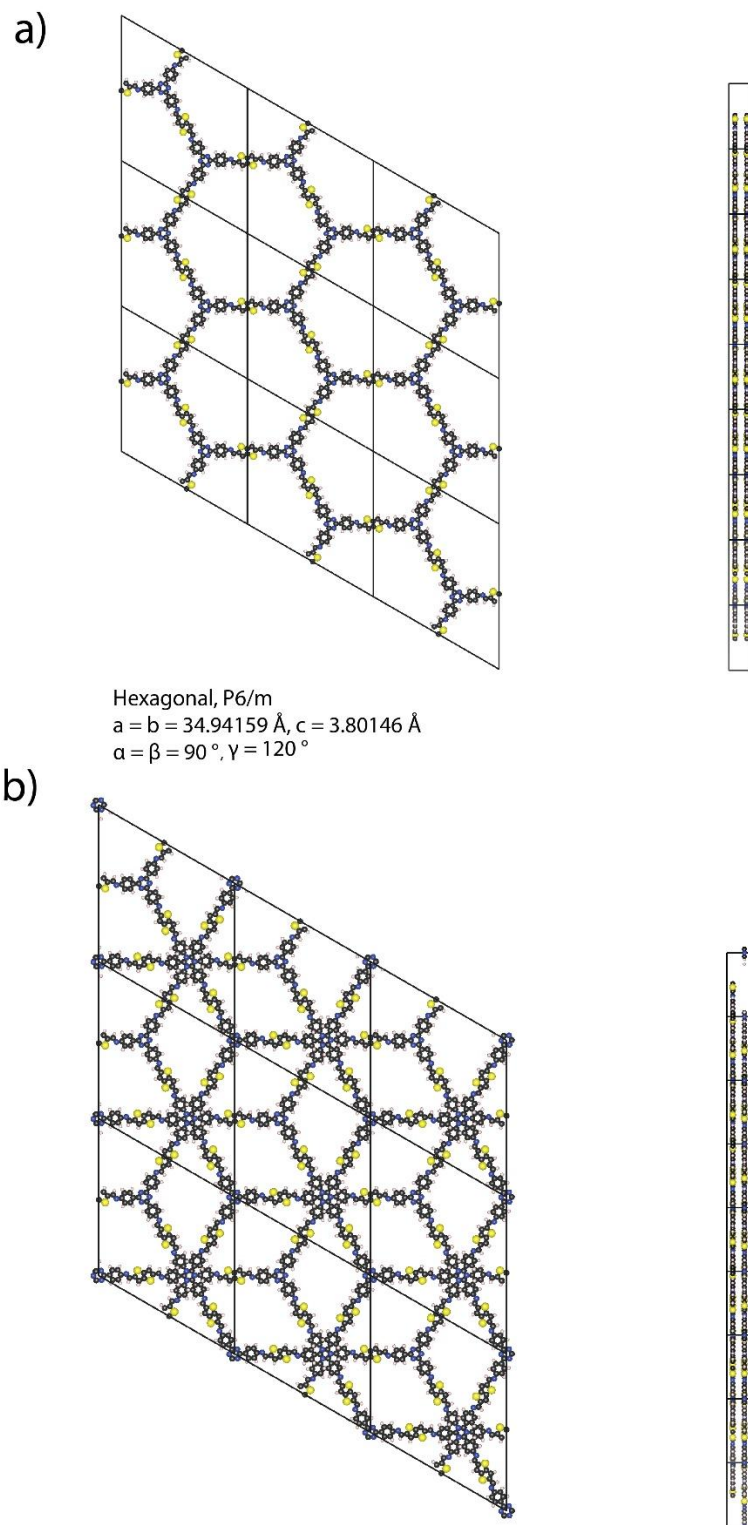 a)
Hexagonal, P6/m
a = b = 34.94159 Å, c = 3.80146 Å
α = β = 90 °, γ = 120 °
b)